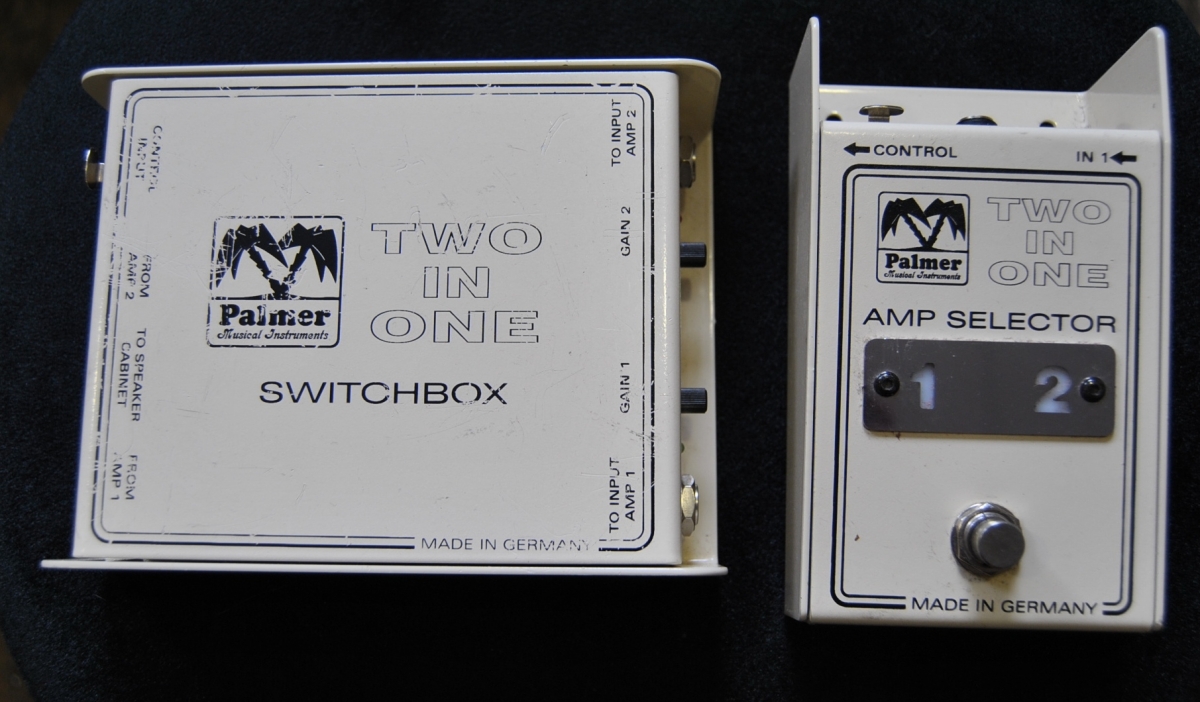 CONTROL
INPUT
FROM
AMP 2
TO SPEAKER
CABINET
FROM
AMP 1
Palmer
Musical Instruments
TWO
IN
ONE
SWITCHBOX
TO INPUT
AMP 2
GAIN 2
GAIN 1
TO INPUT
AMP 1
MADE IN GERMANY
CONTROL
IN 1
Palmer
Musical Instruments
TWO
IN
ONE
AMP SELECTOR
1 2
MADE IN GERMANY